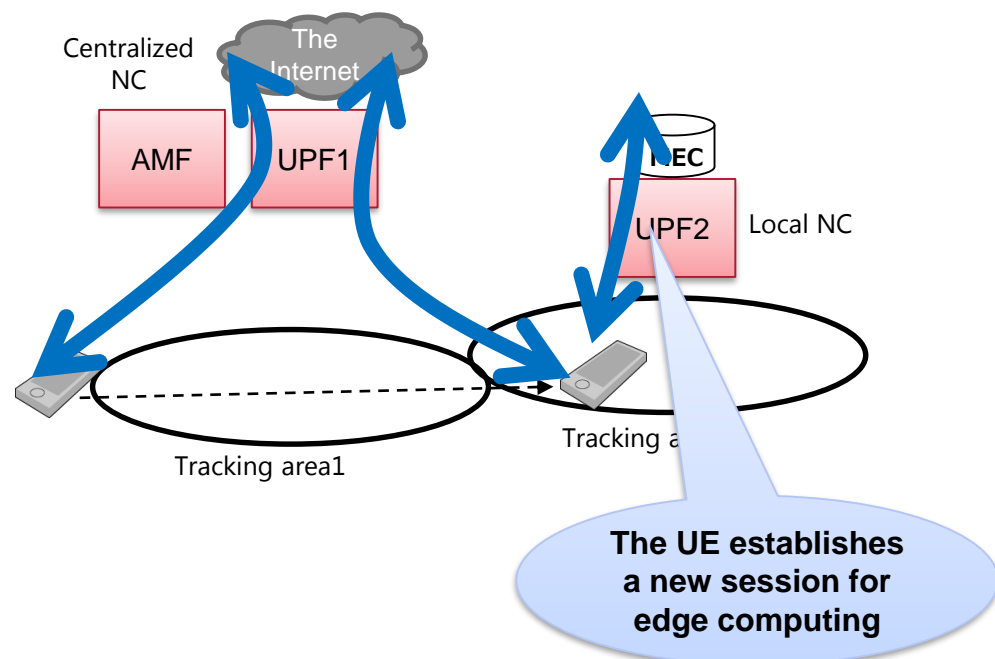 Centralized
NC
The
Internet
AMF
UPF1
UPF2
Local NC
Tracking
Tracking area1
The UE establishes
a new session for
edge computing